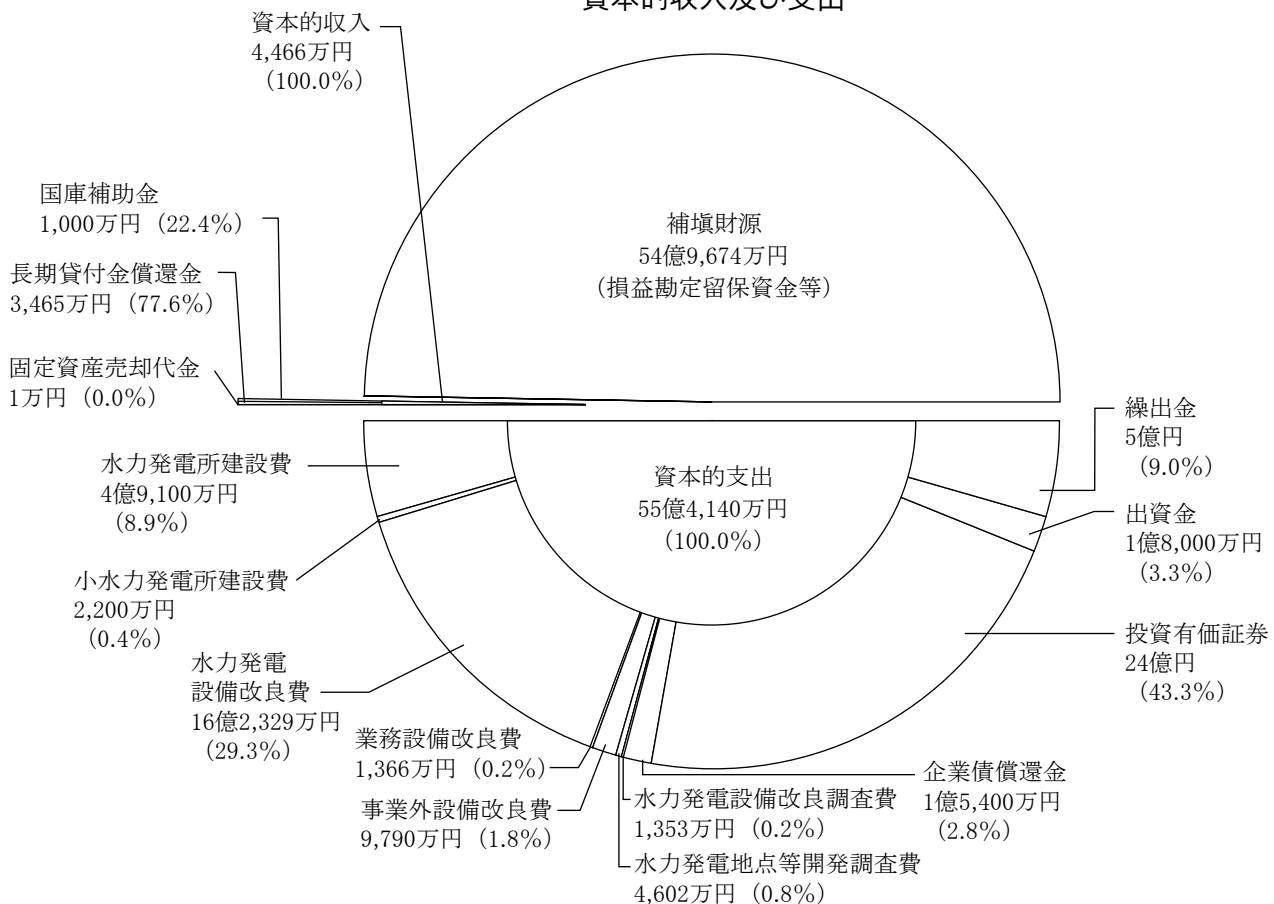 資本的収入及び支出
資本的収入
4,466万円
（100.0%）
国庫補助金
1,000万円（22.4%）
長期貸付金償還金
3,465万円（77.6%）
固定資産売却代金
1万円（0.0%）
補塡財源
54億9,674万円
（損益勘定留保資金等）
資本的支出
55億4,140万円
（100.0%）
水力発電所建設費
4億9,100万円
（8.9%）
小水力発電所建設費
2,200万円
（0.4%）
水力発電
設備改良費
16億2,329万円
（29.3%）
業務設備改良費
1,366万円（0.2%）
事業外設備改良費
9,790万円（1.8%）
水力発電地点等開発調査費
4,602万円（0.8%）
水力発電設備改良調査費
1,353万円（0.2%）
企業債償還金
1億5,400万円
（2.8%）
投資有価証券
24億円
（43.3%）
出資金
1億8,000万円
（3.3%）
繰出金
5億円
（9.0%）